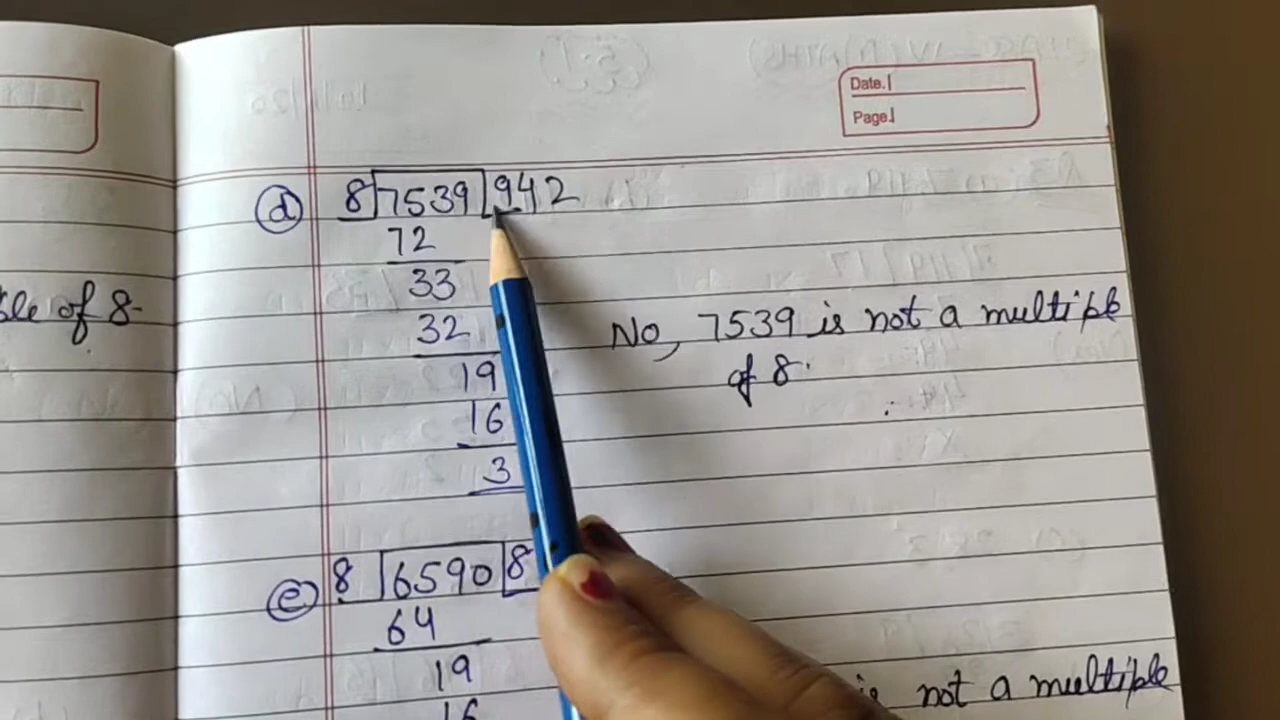 Date.
Page.
ⓓ 8 7539 942
72
33
32
19
16
3
No, 7539 is not a multiple
of 8.
of 8.
ⓔ 8 6590 8
64
19
16
not a multiple